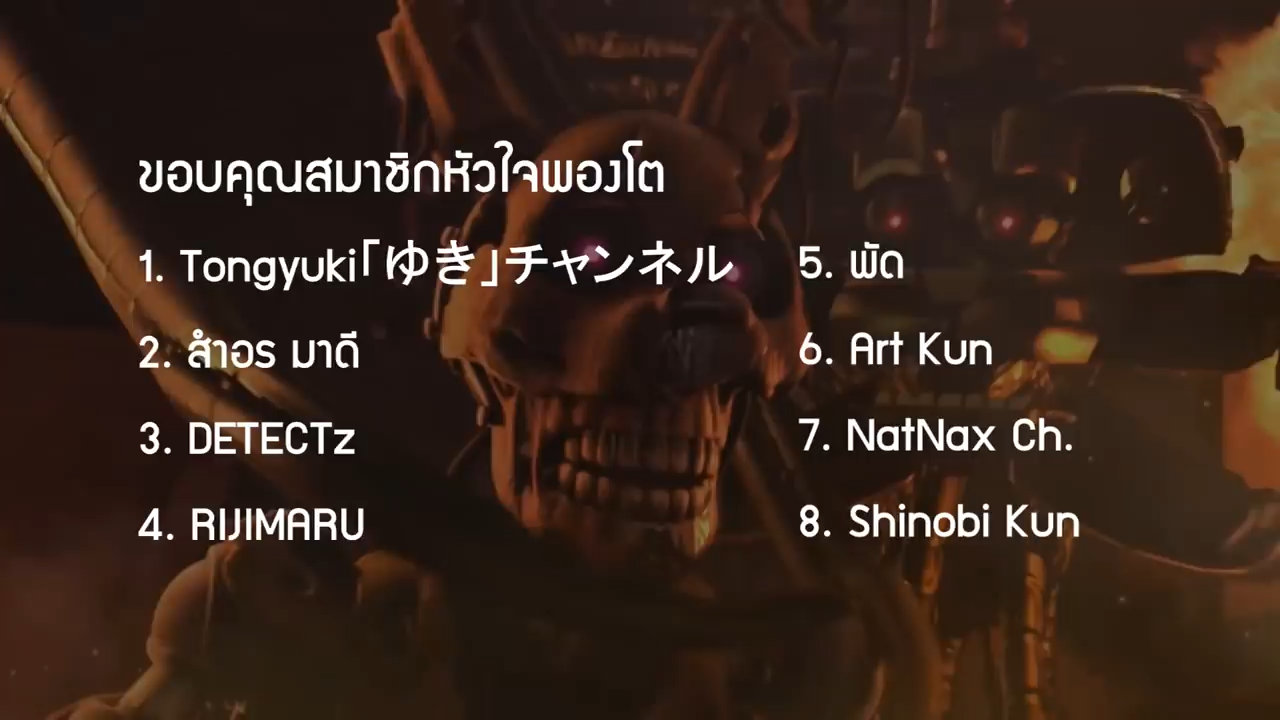 ขอบคุณสมาชิกหัวใจพองโต
1. Tongyuki「ゆき」チャンネル
2. สำอร มาดี
3. DETECTz
4. RIJIMARU
5. พัด
6. Art Kun
7. NatNax Ch.
8. Shinobi Kun